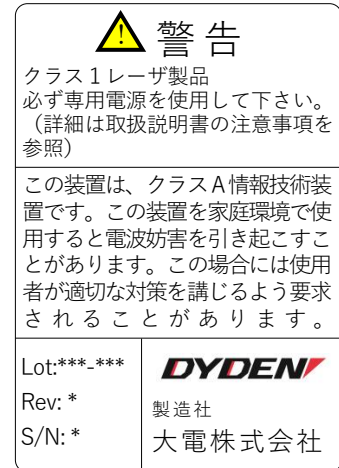 警告
クラス１レーザ製品
必ず専用電源を使用して下さい。
（詳細は取扱説明書の注意事項を
参照）
この装置は、クラスＡ情報技術装
置です。この装置を家庭環境で使
用すると電波妨害を引き起こすこ
とがあります。この場合には使用
者が適切な対策を講じるよう要求
されることがあります。
Lot:***-***
Rev: *
S/N: *
DYDEN
製造社
大電株式会社